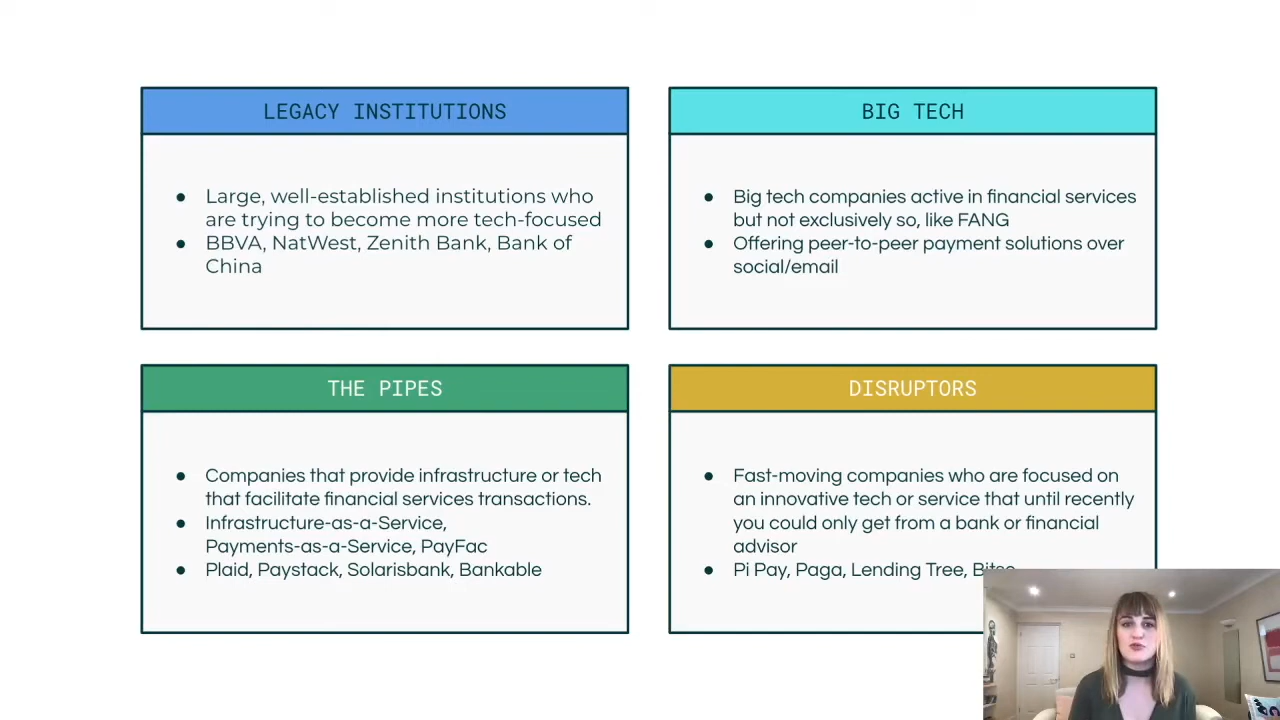 LEGACY INSTITUTIONS
● Large, well-established institutions who
are trying to become more tech-focused
● BBVA, NatWest, Zenith Bank, Bank of
China
BIG TECH
● Big tech companies active in financial services
but not exclusively so, like FANG
● Offering peer-to-peer payment solutions over
social/email
THE PIPES
● Companies that provide infrastructure or tech
that facilitate financial services transactions.
● Infrastructure-as-a-Service,
Payments-as-a-Service, PayFac
● Plaid, Paystack, Solarisbank, Bankable
DISRUPTORS
● Fast-moving companies who are focused on
an innovative tech or service that until recently
you could only get from a bank or financial
advisor
● Pi Pay, Paga, Lending Tree,